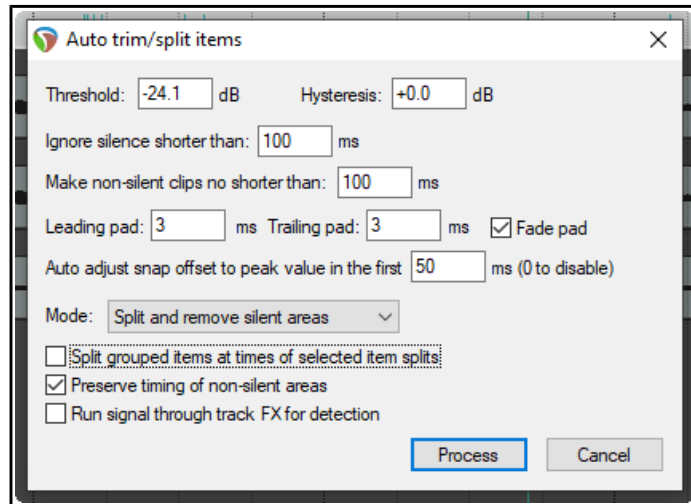 Auto trim/split items
Threshold: -24.1 dB Hysteresis: +0.0 dB
Ignore silence shorter than: 100 ms
Make non-silent clips no shorter than: 100 ms
Leading pad: 3 ms Trailing pad: 3 ms Fade pad
Auto adjust snap offset to peak value in the first 50 ms (0 to disable)
Mode: Split and remove silent areas
Split grouped items at times of selected item splits
Preserve timing of non-silent areas
Run signal through track FX for detection
Process Cancel